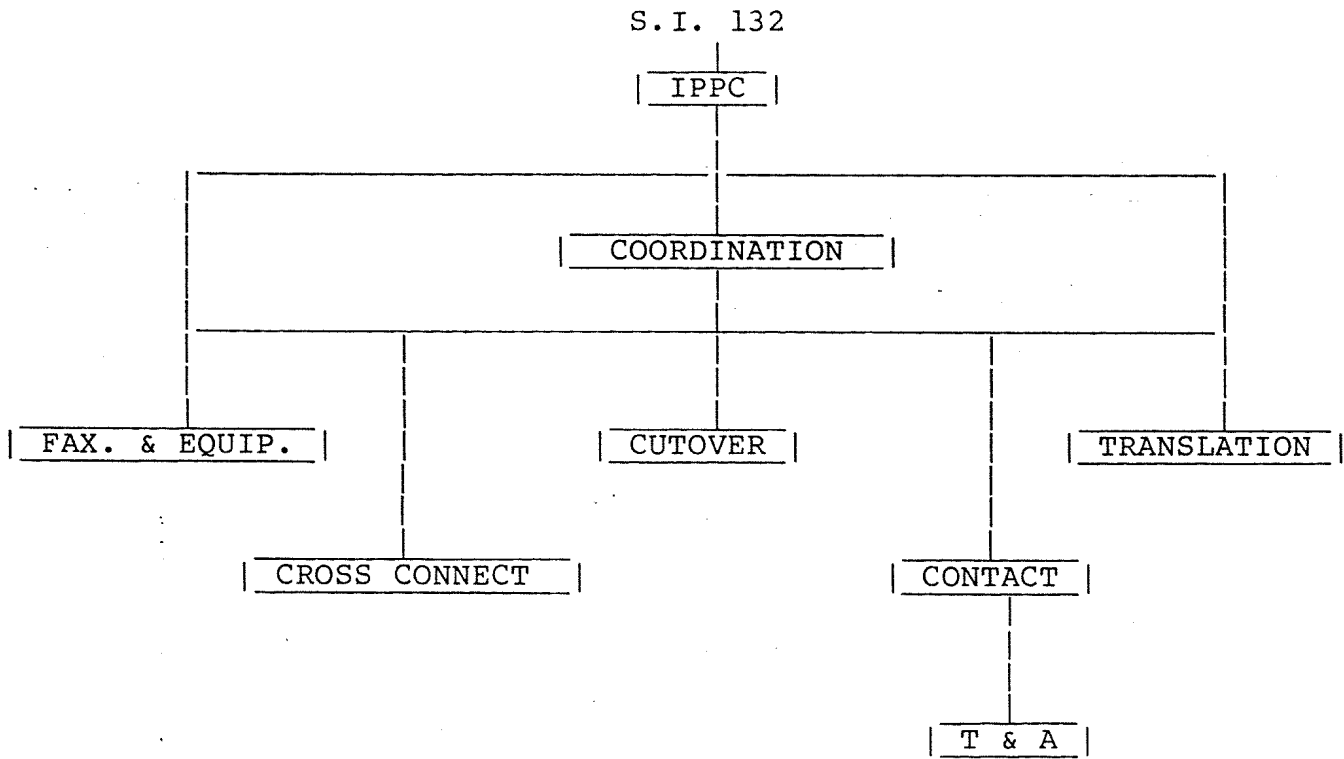 S.I. 132
IPPC
COORDINATION
FAX. & EQUIP.
CUTOVER
TRANSLATION
CROSS CONNECT
CONTACT
T & A